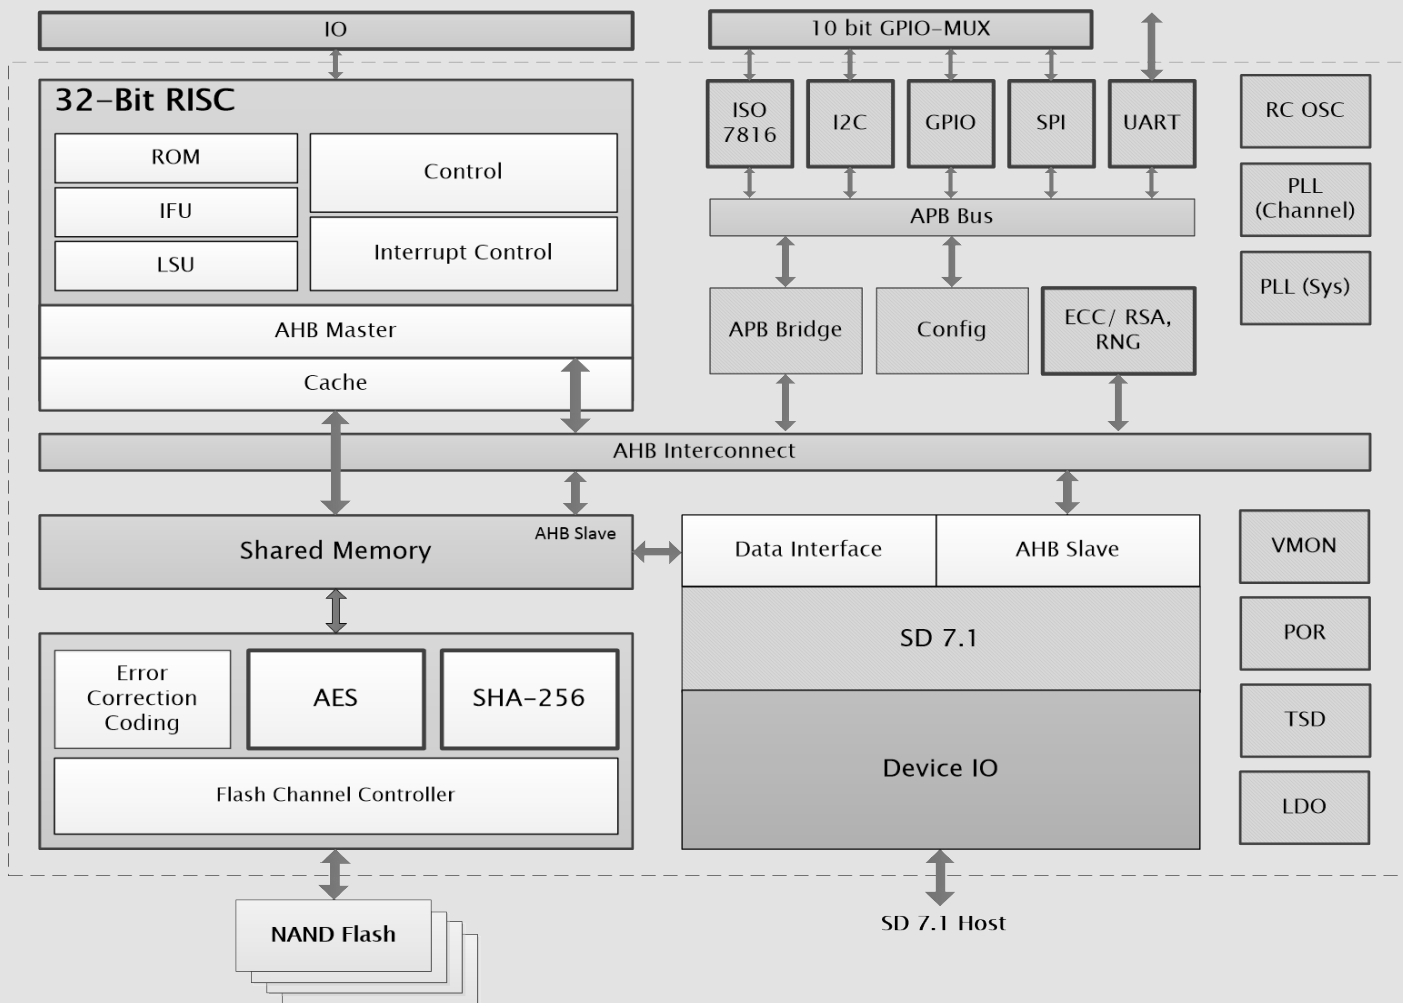 IO
10 bit GPIO-MUX
32-Bit RISC
ROM
IFU
LSU
Control
Interrupt Control
AHB Master
Cache
ISO
7816
I2C
GPIO
SPI
UART
APB Bus
APB Bridge
Config
ECC/ RSA,
RNG
RC OSC
PLL
(Channel)
PLL (Sys)
AHB Interconnect
Shared Memory
AHB Slave
Data Interface
AHB Slave
SD 7.1
Device IO
VMON
POR
TSD
LDO
Error
Correction
Coding
AES
SHA-256
Flash Channel Controller
NAND Flash
SD 7.1 Host